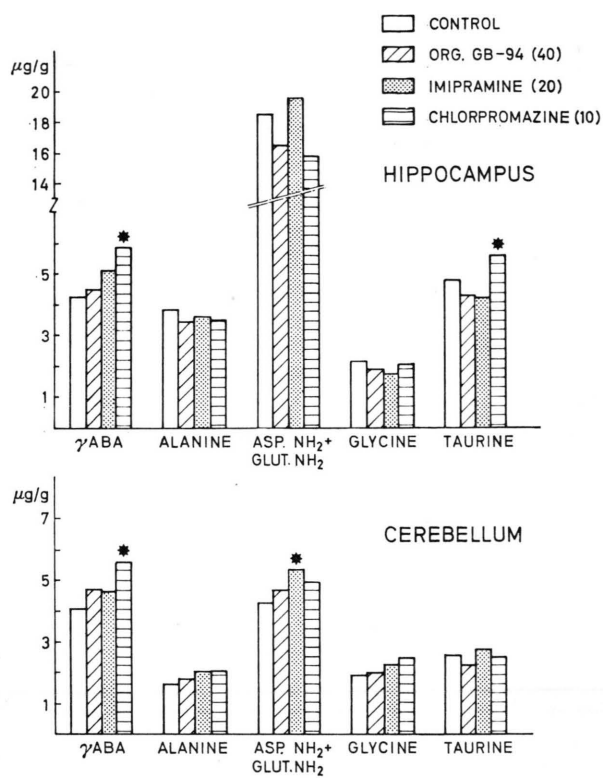 CONTROL
ORG. GB-94 (40)
IMIPRAMINE (20)
CHLORPROMAZINE (10)
µg/g
20
18
16
14
5
3
1
HIPPOCAMPUS
γABA ALANINE ASP. NH₂+ GLYCINE TAURINE
GLUT. NH₂
µg/g
7
5
3
1
CEREBELLUM
γABA ALANINE ASP. NH₂+ GLYCINE TAURINE
GLUT. NH₂